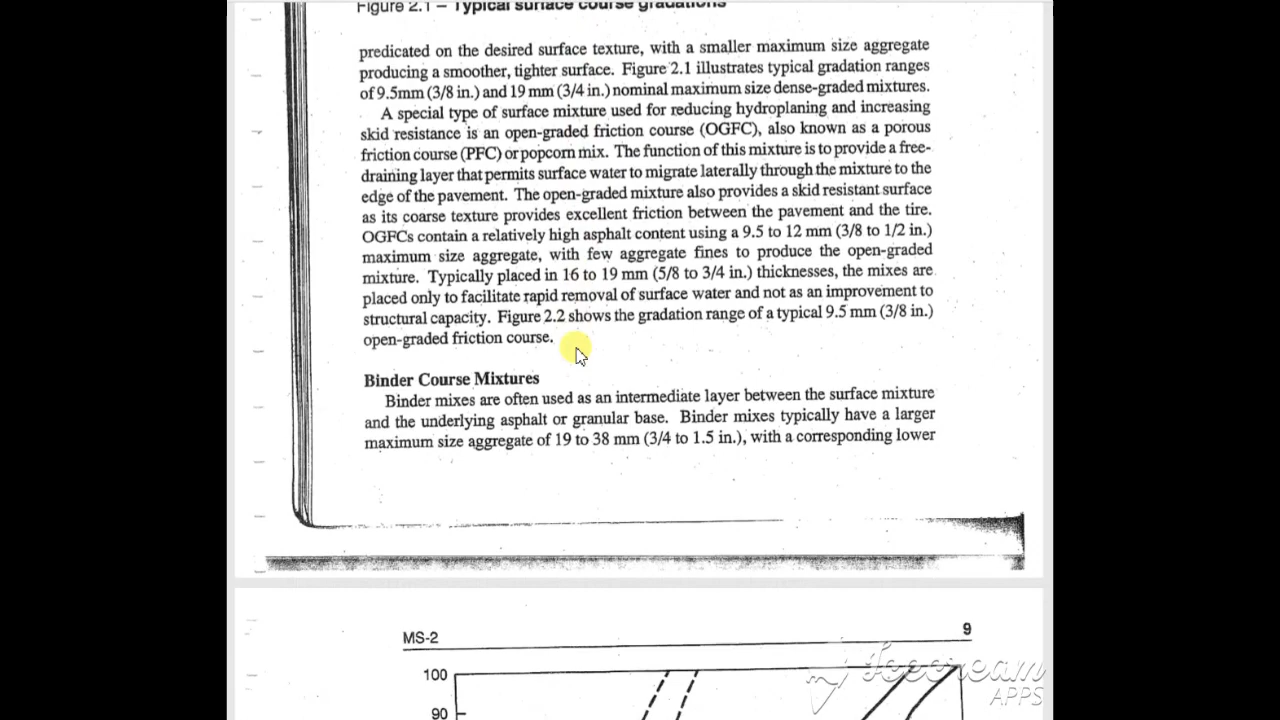 Figure 2.1 – Typical surface course gradations
predicated on the desired surface texture, with a smaller maximum size aggregate
producing a smoother, tighter surface. Figure 2.1 illustrates typical gradation ranges
of 9.5mm (3/8 in.) and 19 mm (3/4 in.) nominal maximum size dense-graded mixtures.
A special type of surface mixture used for reducing hydroplaning and increasing
skid resistance is an open-graded friction course (OGFC), also known as a porous
friction course (PFC) or popcorn mix. The function of this mixture is to provide a free-
draining layer that permits surface water to migrate laterally through the mixture to the
edge of the pavement. The open-graded mixture also provides a skid resistant surface
as its coarse texture provides excellent friction between the pavement and the tire.
OGFCs contain a relatively high asphalt content using a 9.5 to 12 mm (3/8 to 1/2 in.)
maximum size aggregate, with few aggregate fines to produce the open-graded
mixture. Typically placed in 16 to 19 mm (5/8 to 3/4 in.) thicknesses, the mixes are
placed only to facilitate rapid removal of surface water and not as an improvement to
structural capacity. Figure 2.2 shows the gradation range of a typical 9.5 mm (3/8 in.)
open-graded friction course.
Binder Course Mixtures
Binder mixes are often used as an intermediate layer between the surface mixture
and the underlying asphalt or granular base. Binder mixes typically have a larger
maximum size aggregate of 19 to 38 mm (3/4 to 1.5 in.), with a corresponding lower
MS-2 9
100
90
Icecream
APPS